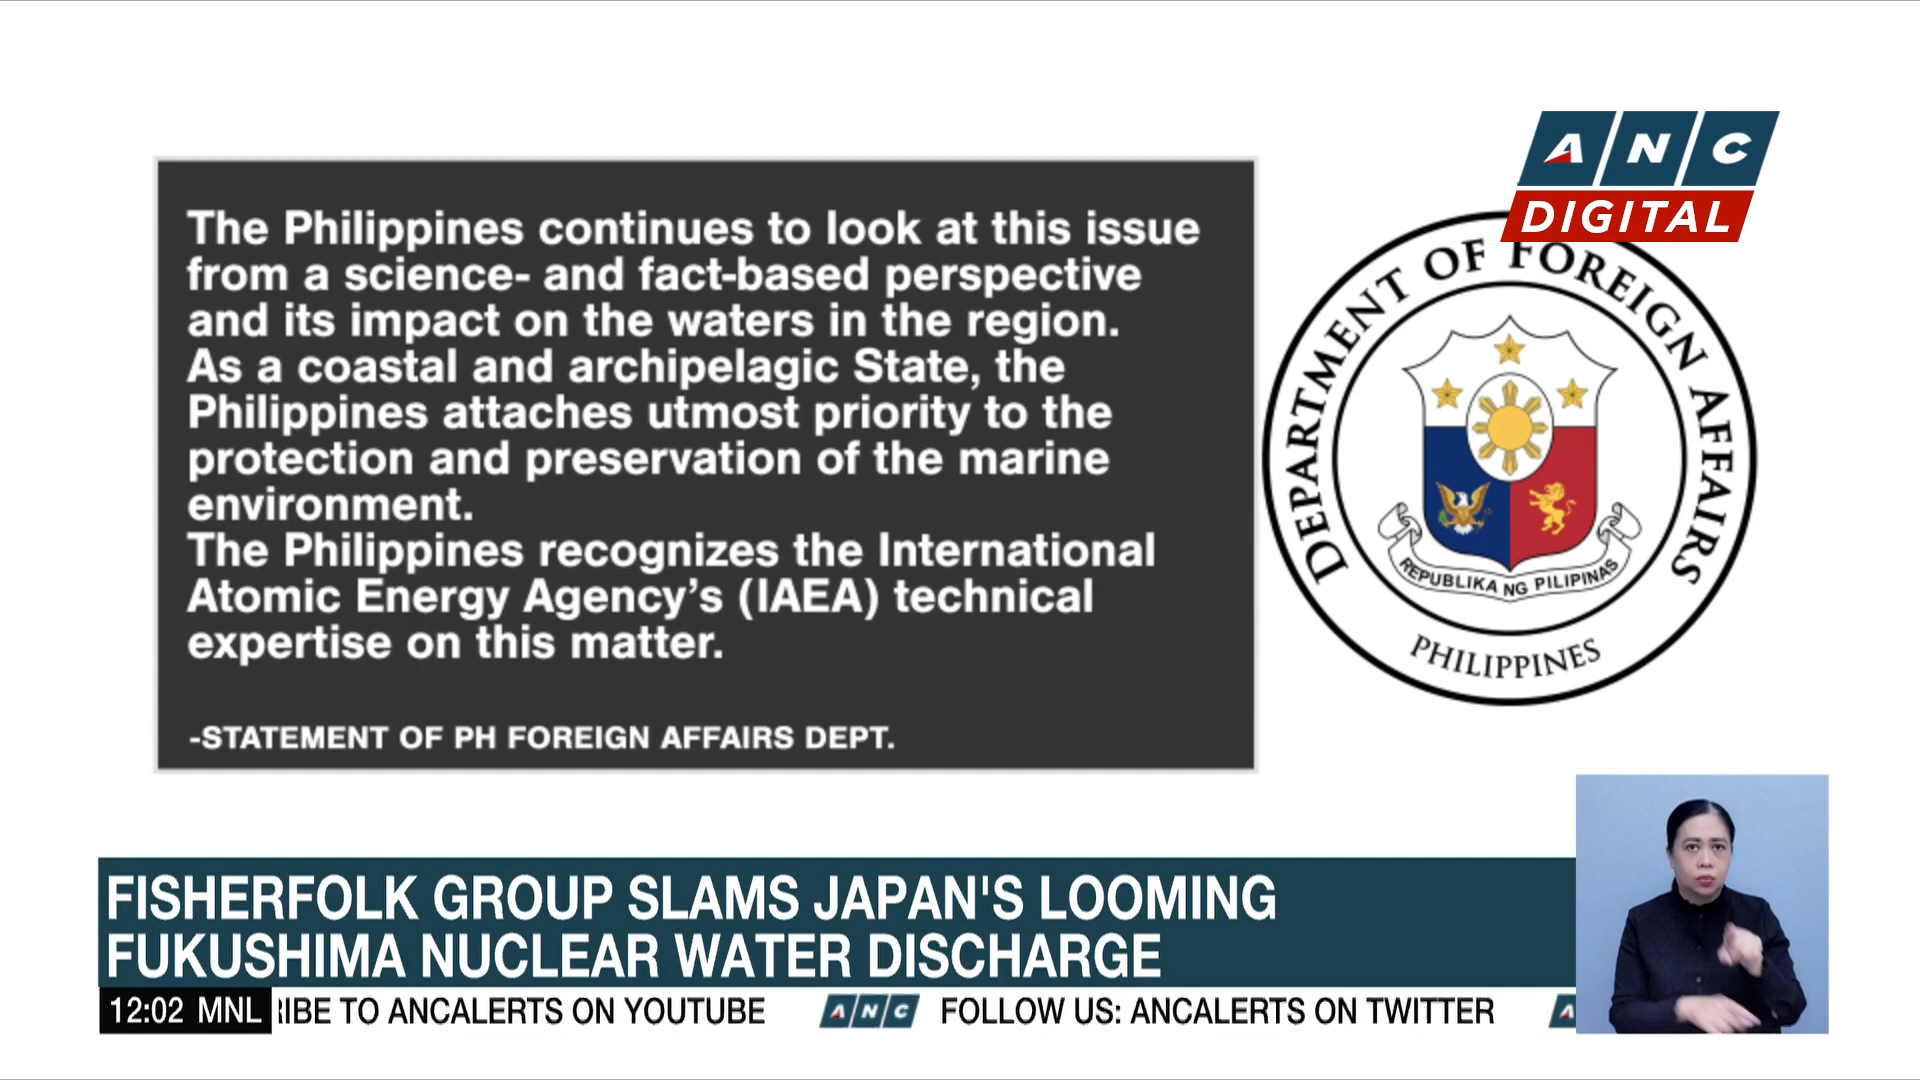 ANC
DIGITAL
The Philippines continues to look at this issue
from a science- and fact-based perspective
and its impact on the waters in the region.
As a coastal and archipelagic State, the
Philippines attaches utmost priority to the
protection and preservation of the marine
environment.
The Philippines recognizes the International
Atomic Energy Agency’s (IAEA) technical
expertise on this matter.
-STATEMENT OF PH FOREIGN AFFAIRS DEPT.
DEPARTMENT OF FOREIGN AFFAIRS
REPUBLIKA NG PILIPINAS
PHILIPPINES
FISHERFOLK GROUP SLAMS JAPAN'S LOOMING
FUKUSHIMA NUCLEAR WATER DISCHARGE
12:02 MNL RIBE TO ANCALERTS ON YOUTUBE ANC FOLLOW US: ANCALERTS ON TWITTER A